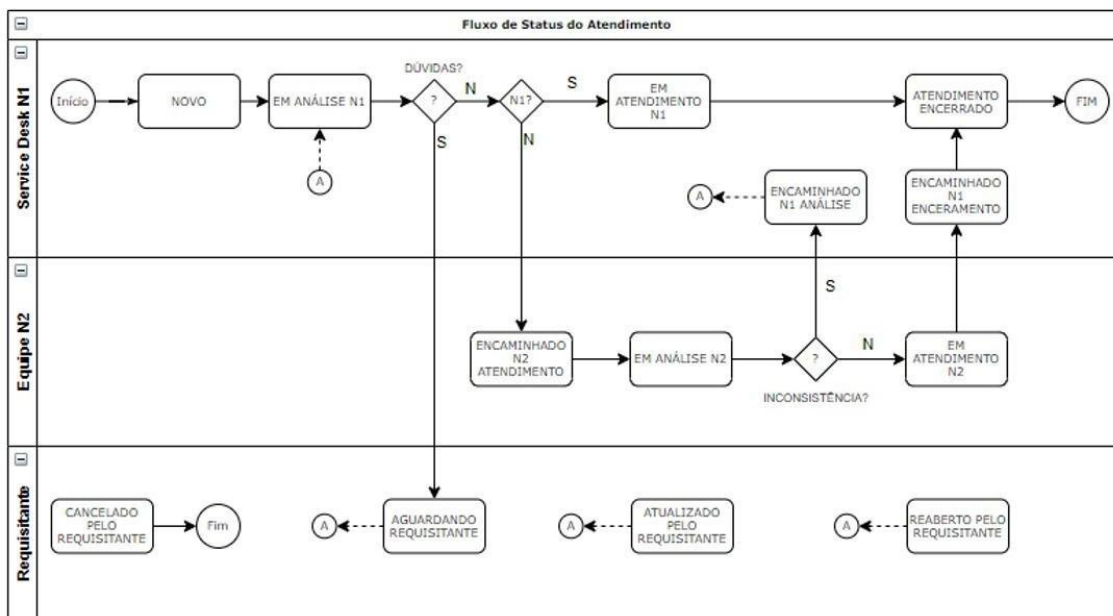 Fluxo de Status do Atendimento
Service Desk N1
Início
NOVO
EM ANÁLISE N1
A
DÚVIDAS?
?
N
S
N1?
S
N
EM
ATENDIMENTO
N1
ATENDIMENTO
ENCERRADO
FIM
A
ENCAMINHADO
N1 ANÁLISE
ENCAMINHADO
N1
ENCERAMENTO
Equipe N2
ENCAMINHADO
N2
ATENDIMENTO
EM ANÁLISE N2
?
INCONSISTÊNCIA?
S
N
EM
ATENDIMENTO
N2
Requisitante
CANCELADO
PELO
REQUISITANTE
Fim
A
AGUARDANDO
REQUISITANTE
A
ATUALIZADO
PELO
REQUISITANTE
A
REABERTO PELO
REQUISITANTE